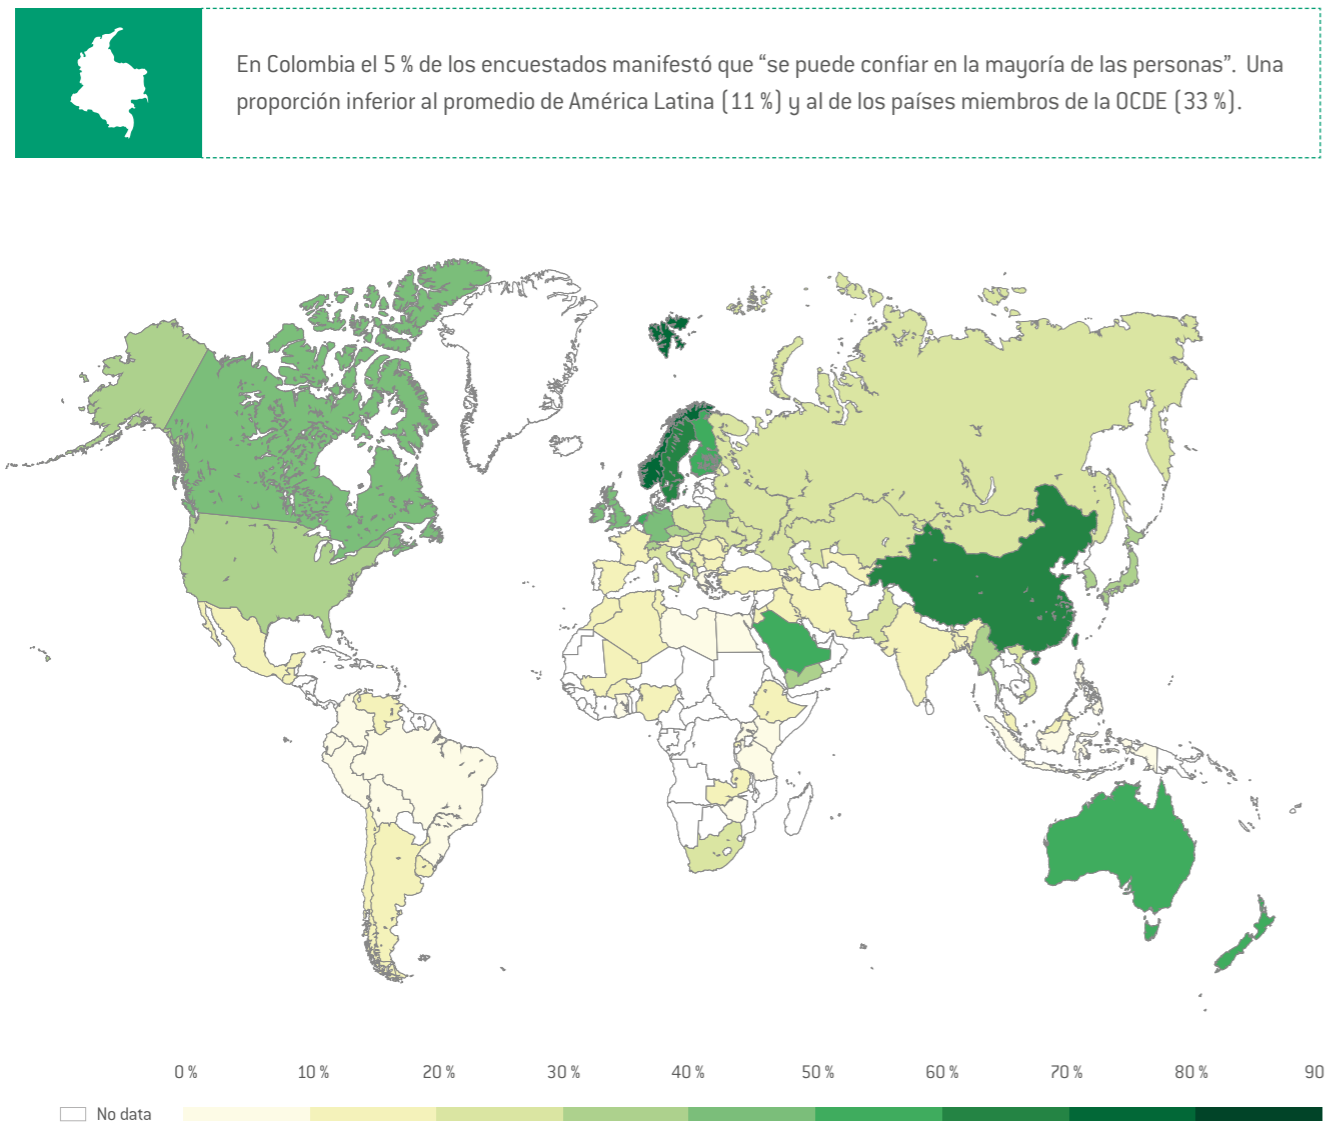 En Colombia el 5 % de los encuestados manifestó que “se puede confiar en la mayoría de las personas”. Una
proporción inferior al promedio de América Latina (11 %) y al de los países miembros de la OCDE (33 %).
0 % 10 % 20 % 30 % 40 % 50 % 60 % 70 % 80 % 90
No data